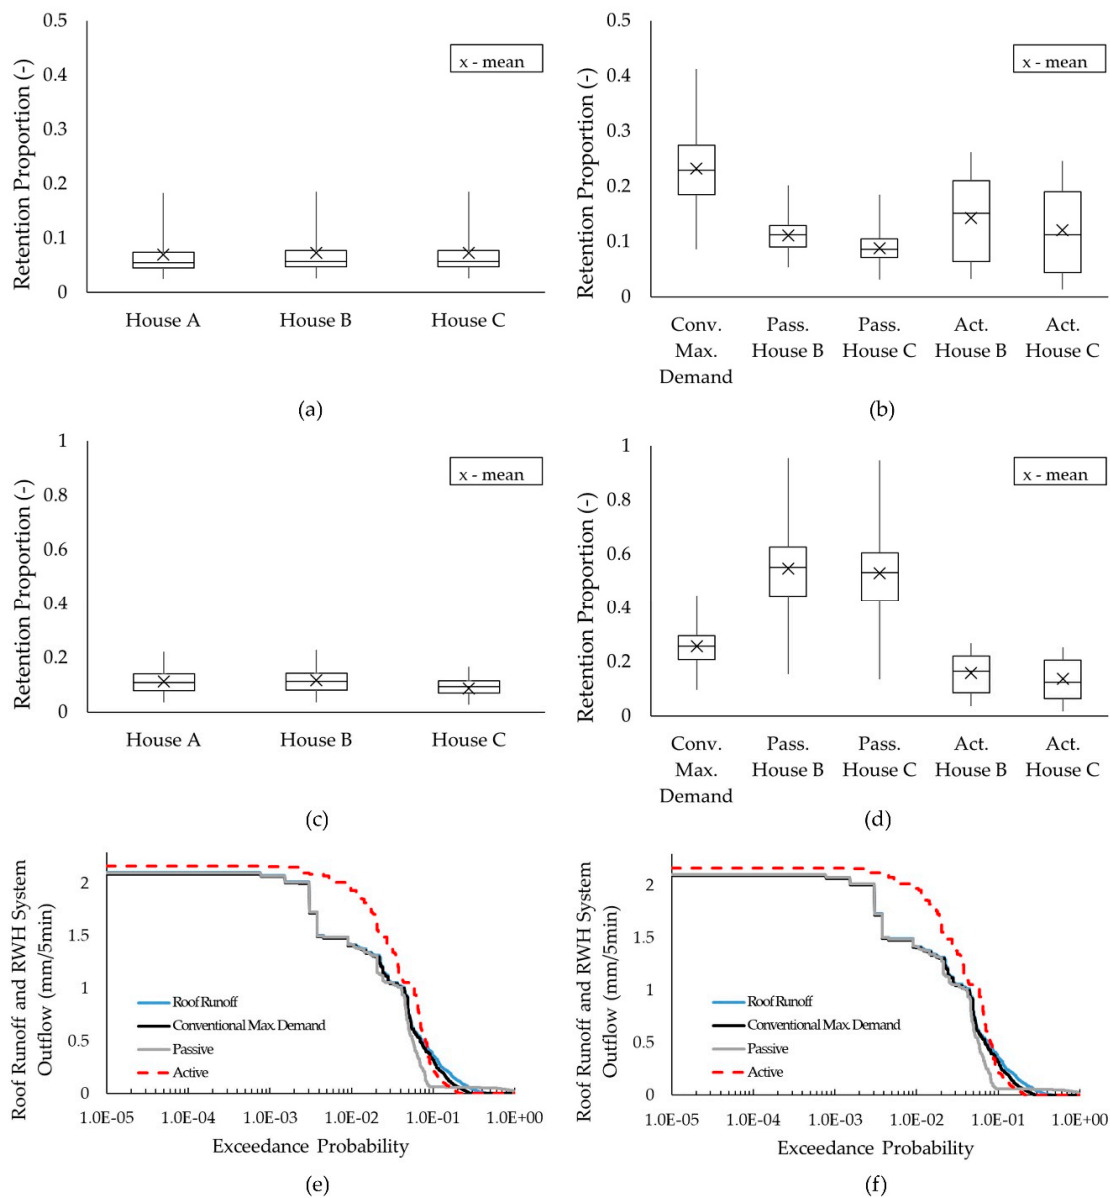 0.5
0.4
0.3
0.2
0.1
0
Retention Proportion (-)
x - mean
House A
House B
House C
(a)
0.5
0.4
0.3
0.2
0.1
0
Retention Proportion (-)
x - mean
Conv.
Max.
Demand
Pass.
House B
Pass.
House C
Act.
House B
Act.
House C
(b)
1
0.8
0.6
0.4
0.2
0
Retention Proportion (-)
x - mean
House A
House B
House C
(c)
1
0.8
0.6
0.4
0.2
0
Retention Proportion (-)
x - mean
Conv.
Max.
Demand
Pass.
House B
Pass.
House C
Act.
House B
Act.
House C
(d)
Roof Runoff and RWH System
Outflow (mm/5min)
2
1.5
1
0.5
0
Roof Runoff
Conventional Max Demand
Passive
Active
1.0E-05 1.0E-04 1.0E-03 1.0E-02 1.0E-01 1.0E+00
Exceedance Probability
(e)
Roof Runoff and RWH System
Outflow (mm/5min)
2
1.5
1
0.5
0
Roof Runoff
Conventional Max Demand
Passive
Active
1.0E-05 1.0E-04 1.0E-03 1.0E-02 1.0E-01 1.0E+00
Exceedance Probability
(f)